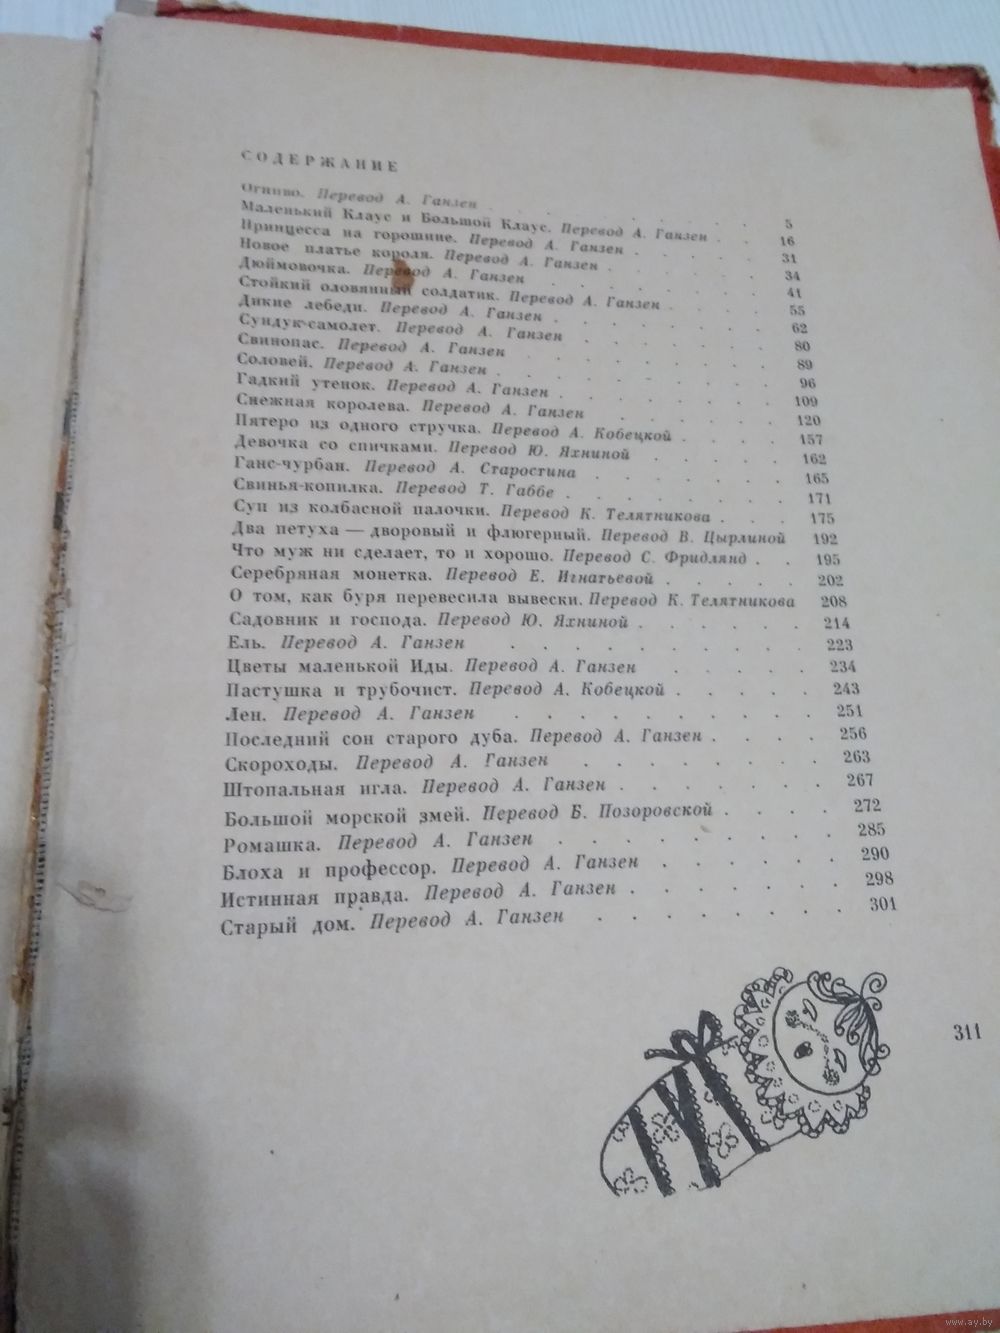 СОДЕРЖАНИЕ
Огниво. Перевод А. Ганзен . . . . . . 5
Маленький Клаус и Большой Клаус. Перевод А. Ганзен . . 16
Принцесса на горошине. Перевод А. Ганзен . . . . . 31
Новое платье короля. Перевод А. Ганзен . . . . . . 34
Дюймовочка. Перевод А. Ганзен . . . . . . . 41
Стойкий оловянный солдатик. Перевод А. Ганзен . . . . 55
Дикие лебеди. Перевод А. Ганзен . . . . . . . 62
Сундук-самолет. Перевод А. Ганзен . . . . . . 80
Свинопас. Перевод А. Ганзен . . . . . . . 89
Соловей. Перевод А. Ганзен . . . . . . . . 96
Гадкий утенок. Перевод А. Ганзен . . . . . . . 109
Снежная королева. Перевод А. Ганзен . . . . . 120
Пятеро из одного стручка. Перевод А. Кобецкой . . . . 157
Девочка со спичками. Перевод Ю. Яхниной . . . . . 162
Ганс-чурбан. Перевод А. Старостина . . . . . . 165
Свинья-копилка. Перевод Т. Габбе . . . . . . . 171
Суп из колбасной палочки. Перевод К. Телятникова . . . 175
Два петуха — дворовый и флюгерный. Перевод В. Цырлиной 192
Что муж ни сделает, то и хорошо. Перевод С. Фридлянд . . 195
Серебряная монетка. Перевод Е. Игнатьевой . . . . . 202
О том, как буря перевесила вывески. Перевод К. Телятникова 208
Садовник и господа. Перевод Ю. Яхниной . . . . . . 214
Ель. Перевод А. Ганзен . . . . . . . . . 223
Цветы маленькой Иды. Перевод А. Ганзен . . . . . 234
Пастушка и трубочист. Перевод А. Кобецкой . . . . . 243
Лен. Перевод А. Ганзен . . . . . . . . . 251
Последний сон старого дуба. Перевод А. Ганзен . . . . 256
Скороходы. Перевод А. Ганзен . . . . . . . 263
Штопальная игла. Перевод А. Ганзен . . . . . . . 267
Большой морской змей. Перевод Б. Позоровской . . . . 272
Ромашка. Перевод А. Ганзен . . . . . . . . 285
Блоха и профессор. Перевод А. Ганзен . . . . . . 290
Истинная правда. Перевод А. Ганзен . . . . . . . 298
Старый дом. Перевод А. Ганзен . . . . . . . . 301
311
www.ay.by